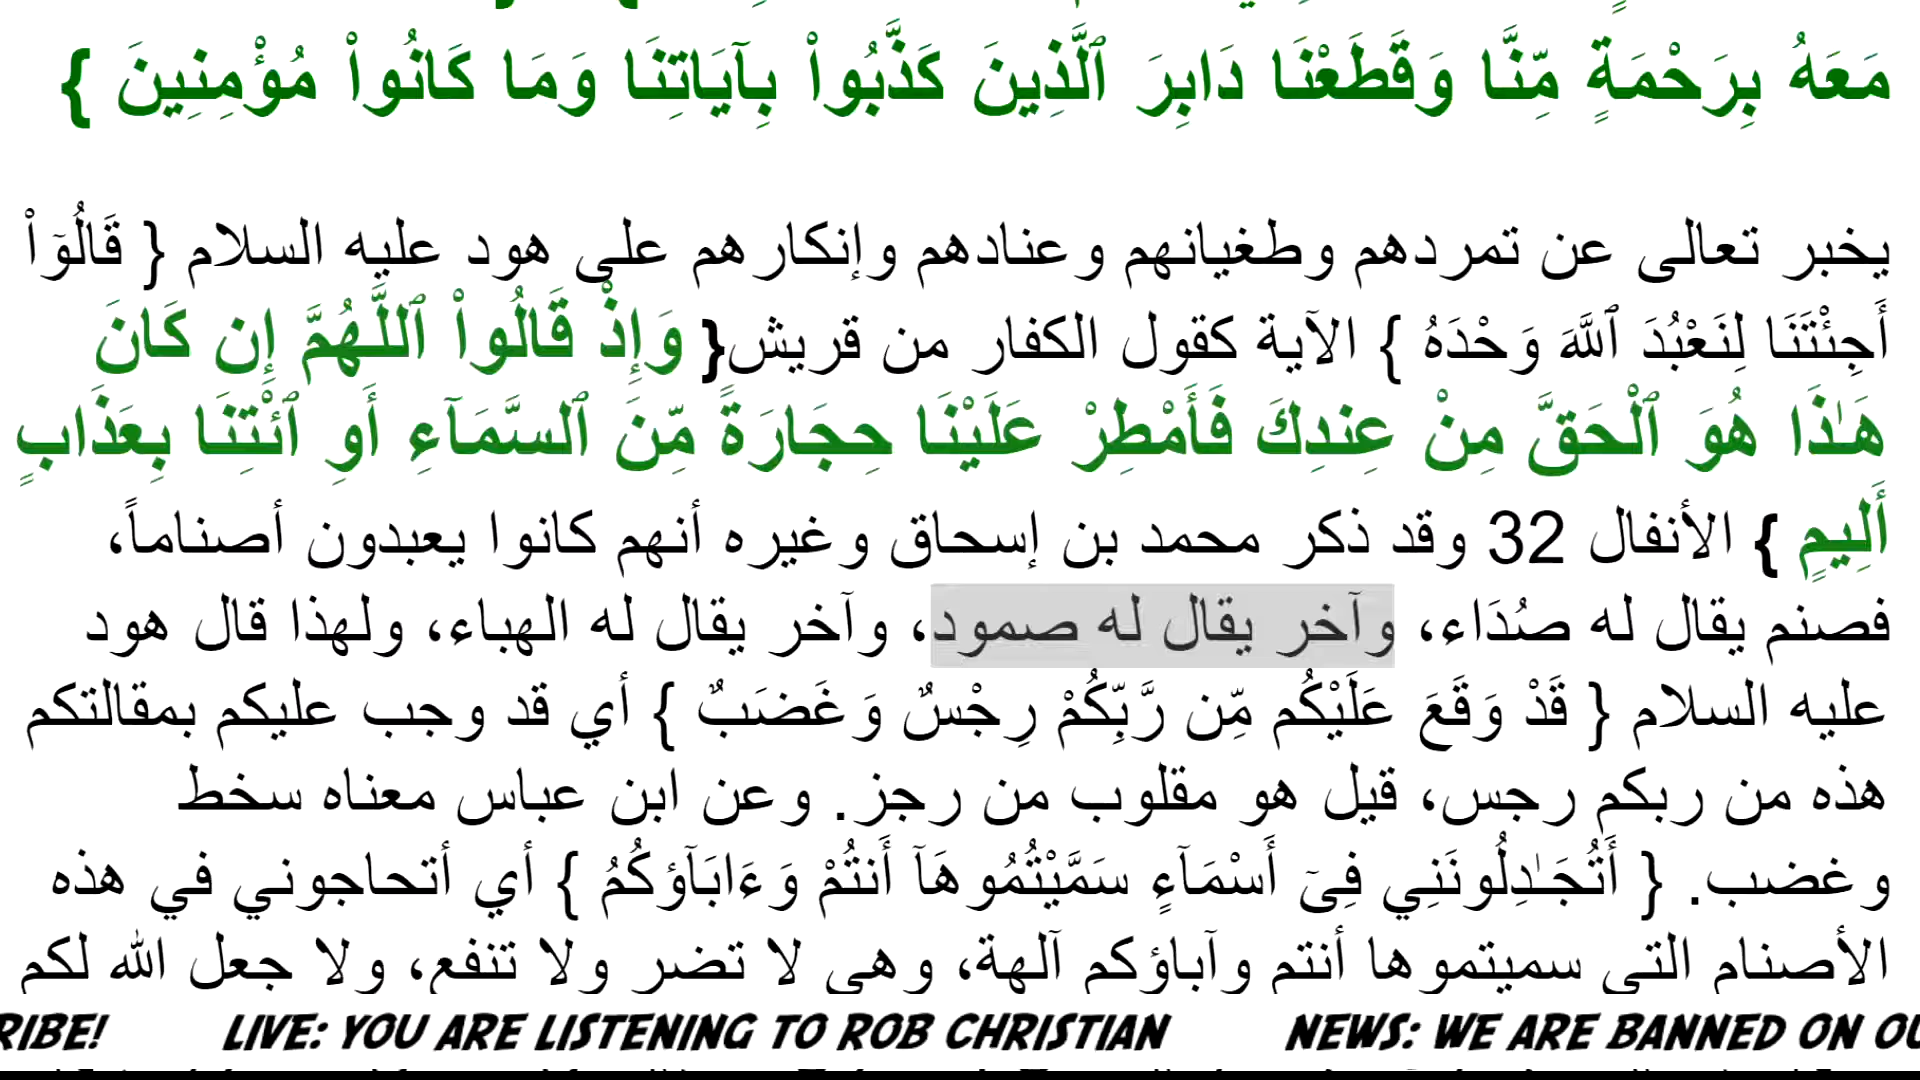 مَعَهُ بِرَحْمَةٍ مِّنَّا وَقَطَعْنَا دَابِرَ ٱلَّذِينَ كَذَّبُواْ بِآيَاتِنَا وَمَا كَانُواْ مُؤْمِنِينَ }
يخبر تعالى عن تمردهم وطغيانهم وعنادهم وإنكارهم على هود عليه السلام { قَالُوۤاْ
أَجِئْتَنَا لِنَعْبُدَ ٱللَّهَ وَحْدَهُ } الآية كقول الكفار من قريش{ وَإِذْ قَالُواْ ٱللَّهُمَّ إِن كَانَ
هَـٰذَا هُوَ ٱلْحَقَّ مِنْ عِندِكَ فَأَمْطِرْ عَلَيْنَا حِجَارَةً مِّنَ ٱلسَّمَآءِ أَوِ ٱئْتِنَا بِعَذَابٍ
أَلِيمٍ } الأنفال 32 وقد ذكر محمد بن إسحاق وغيره أنهم كانوا يعبدون أصناماً،
فصنم يقال له صُدَاء، وآخر يقال له صمود، وآخر يقال له الهباء، ولهذا قال هود
عليه السلام { قَدْ وَقَعَ عَلَيْكُم مِّن رَّبِّكُمْ رِجْسٌ وَغَضَبٌ } أي قد وجب عليكم بمقالتكم
هذه من ربكم رجس، قيل هو مقلوب من رجز. وعن ابن عباس معناه سخط
وغضب. { أَتُجَـٰدِلُونَنِي فِىۤ أَسْمَآءٍ سَمَّيْتُمُوهَآ أَنتُمْ وَءَابَآؤكُمُ } أي أتحاجوني في هذه
الأصنام التي سميتموها أنتم وآباؤكم آلهة، وهي لا تضر ولا تنفع، ولا جعل الله لكم
RIBE! LIVE: YOU ARE LISTENING TO ROB CHRISTIAN NEWS: WE ARE BANNED ON OU